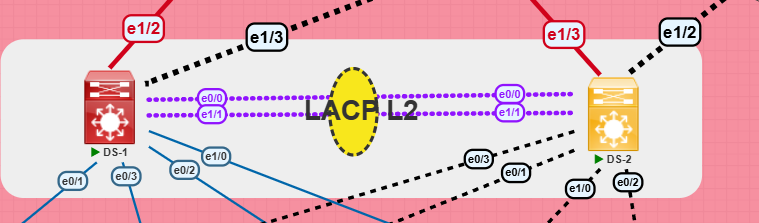 e1/2
e1/3
e1/3
e1/2
e0/0
e0/0
LACP L2
e1/1
e1/1
DS-1
DS-2
e1/0
e0/3
e0/2
e0/1
e0/1
e0/3
e1/0
e0/2